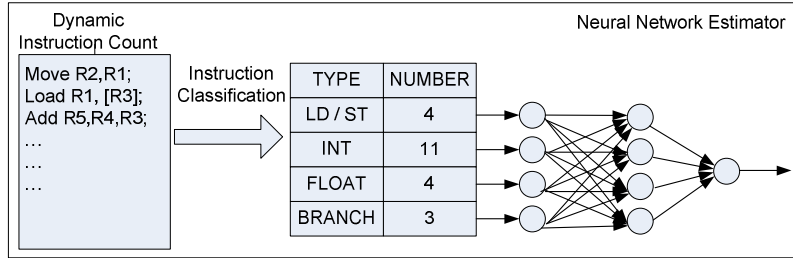 Dynamic
Instruction Count
Neural Network Estimator
Move R2,R1;
Load R1, [R3];
Add R5,R4,R3;
...
...
...
Instruction
Classification
TYPE NUMBER
LD / ST 4
INT 11
FLOAT 4
BRANCH 3